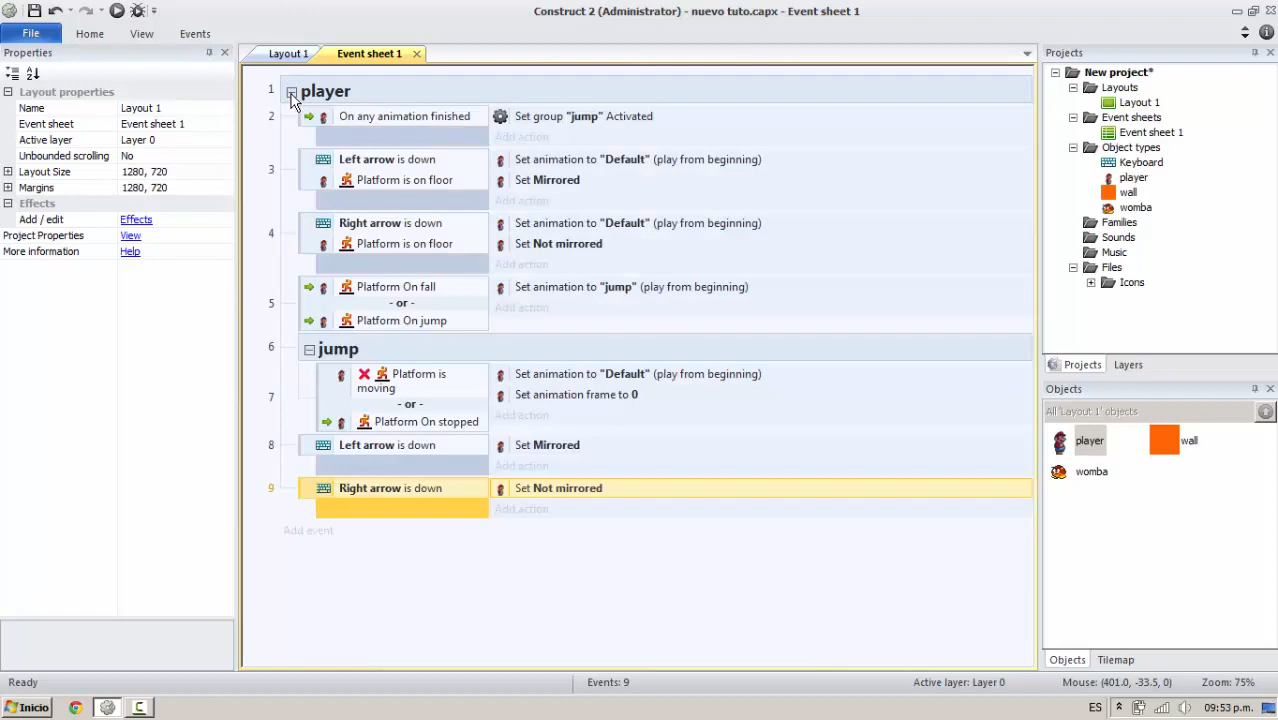 Construct 2 (Administrator) - nuevo tuto.capx - Event sheet 1
File Home View Events
Properties
Layout properties
Name Layout 1
Event sheet Event sheet 1
Active layer Layer 0
Unbounded scrolling No
Layout Size 1280, 720
Margins 1280, 720
Effects
Add / edit Effects
Project Properties View
More information Help
Layout 1 Event sheet 1
1 player
2 On any animation finished Set group "jump" Activated
Add action
3 Left arrow is down Set animation to "Default" (play from beginning)
Platform is on floor Set Mirrored
Add action
4 Right arrow is down Set animation to "Default" (play from beginning)
Platform is on floor Set Not mirrored
Add action
5 Platform On fall Set animation to "jump" (play from beginning)
- or - Add action
Platform On jump
6 jump
7 Platform is moving Set animation to "Default" (play from beginning)
- or - Set animation frame to 0
Platform On stopped Add action
8 Left arrow is down Set Mirrored
Add action
9 Right arrow is down Set Not mirrored
Add action
Add event
Projects
New project*
Layouts
Layout 1
Event sheets
Event sheet 1
Object types
Keyboard
player
wall
womba
Families
Sounds
Music
Files
Icons
Projects Layers
Objects
All 'Layout 1' objects
player wall
womba
Objects Tilemap
Ready Events: 9 Active layer: Layer 0 Mouse: (401.0, -33.5, 0) Zoom: 75%
Inicio ES 09:53 p.m.